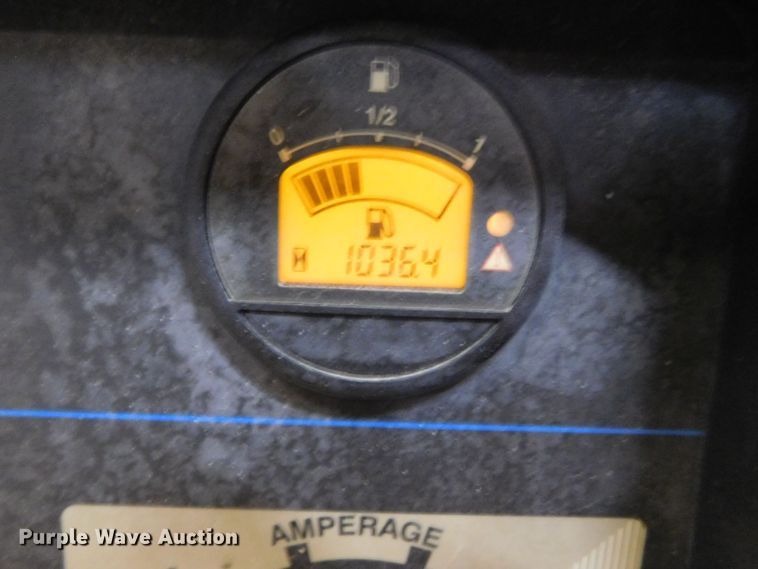 1/2
0 1
1036.4
AMPERAGE
Purple Wave Auction